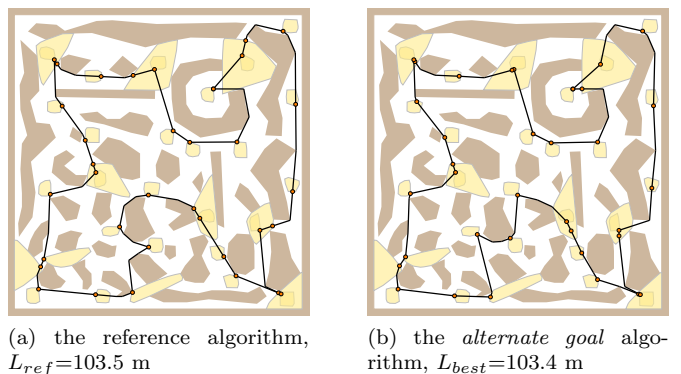 (a) the reference algorithm,
L_ref=103.5 m
(b) the alternate goal algo-
rithm, L_best=103.4 m